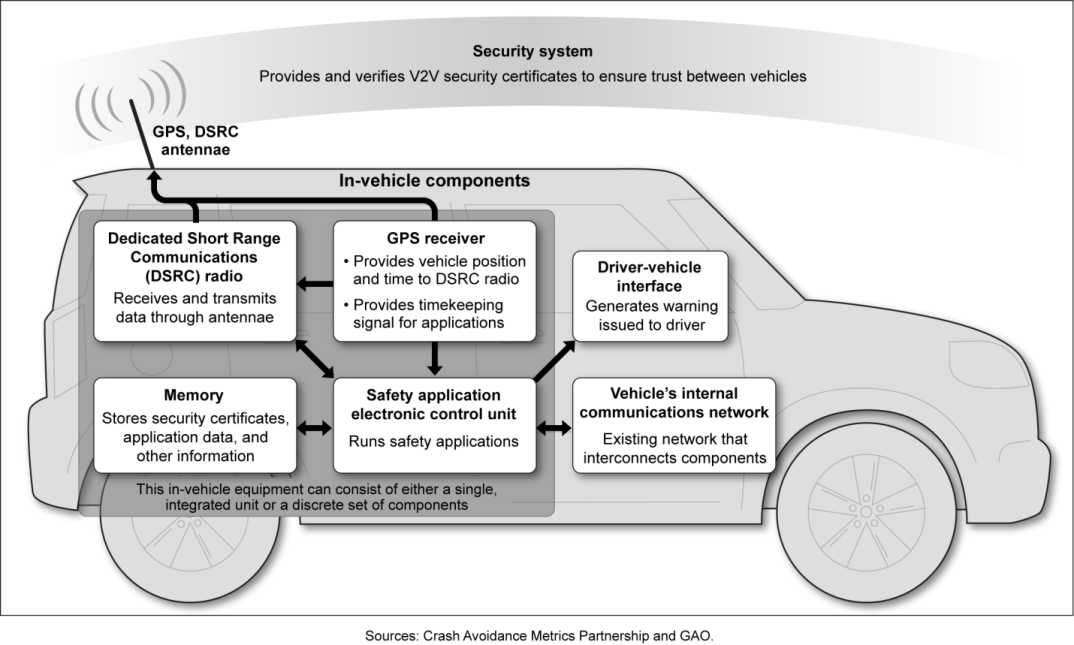 Security system
Provides and verifies V2V security certificates to ensure trust between vehicles
GPS, DSRC
antennae
In-vehicle components
Dedicated Short Range
Communications
(DSRC) radio
Receives and transmits
data through antennae
GPS receiver
• Provides vehicle position
and time to DSRC radio
• Provides timekeeping
signal for applications
Driver-vehicle
interface
Generates warning
issued to driver
Memory
Stores security certificates,
application data, and
other information
Safety application
electronic control unit
Runs safety applications
Vehicle's internal
communications network
Existing network that
interconnects components
This in-vehicle equipment can consist of either a single,
integrated unit or a discrete set of components
Sources: Crash Avoidance Metrics Partnership and GAO.